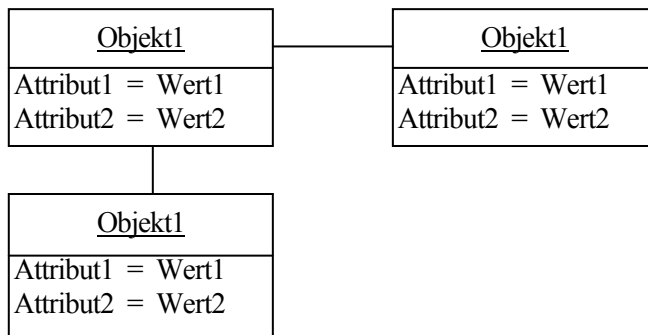 Objekt1
Attribut1 = Wert1
Attribut2 = Wert2
Objekt1
Attribut1 = Wert1
Attribut2 = Wert2
Objekt1
Attribut1 = Wert1
Attribut2 = Wert2